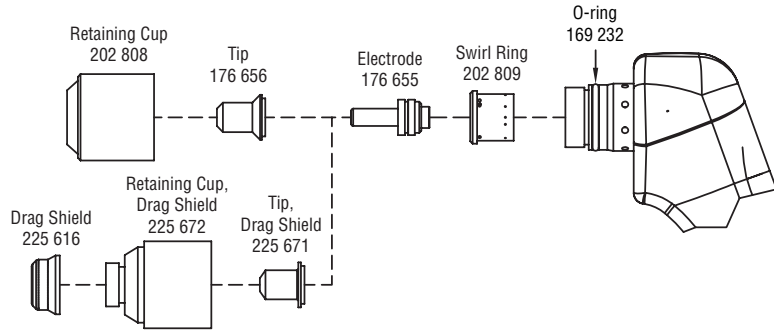 Retaining Cup
202 808
Tip
176 656
Electrode
176 655
Swirl Ring
202 809
O-ring
169 232
Drag Shield
225 616
Retaining Cup,
Drag Shield
225 672
Tip,
Drag Shield
225 671